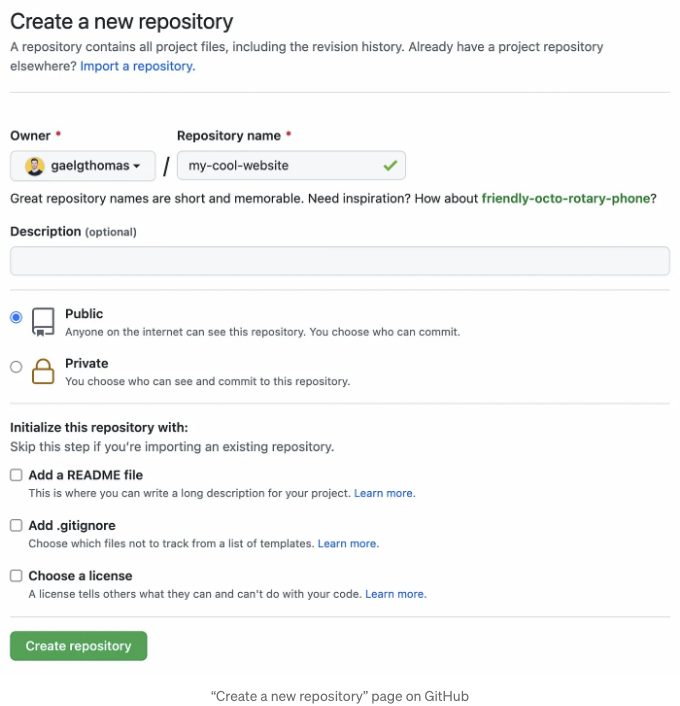 Create a new repository
A repository contains all project files, including the revision history. Already have a project repository
elsewhere? Import a repository.
Owner * Repository name *
gaelgthomas / my-cool-website
Great repository names are short and memorable. Need inspiration? How about friendly-octo-rotary-phone?
Description (optional)
Public
Anyone on the internet can see this repository. You choose who can commit.
Private
You choose who can see and commit to this repository.
Initialize this repository with:
Skip this step if you're importing an existing repository.
Add a README file
This is where you can write a long description for your project. Learn more.
Add .gitignore
Choose which files not to track from a list of templates. Learn more.
Choose a license
A license tells others what they can and can't do with your code. Learn more.
Create repository
“Create a new repository” page on GitHub